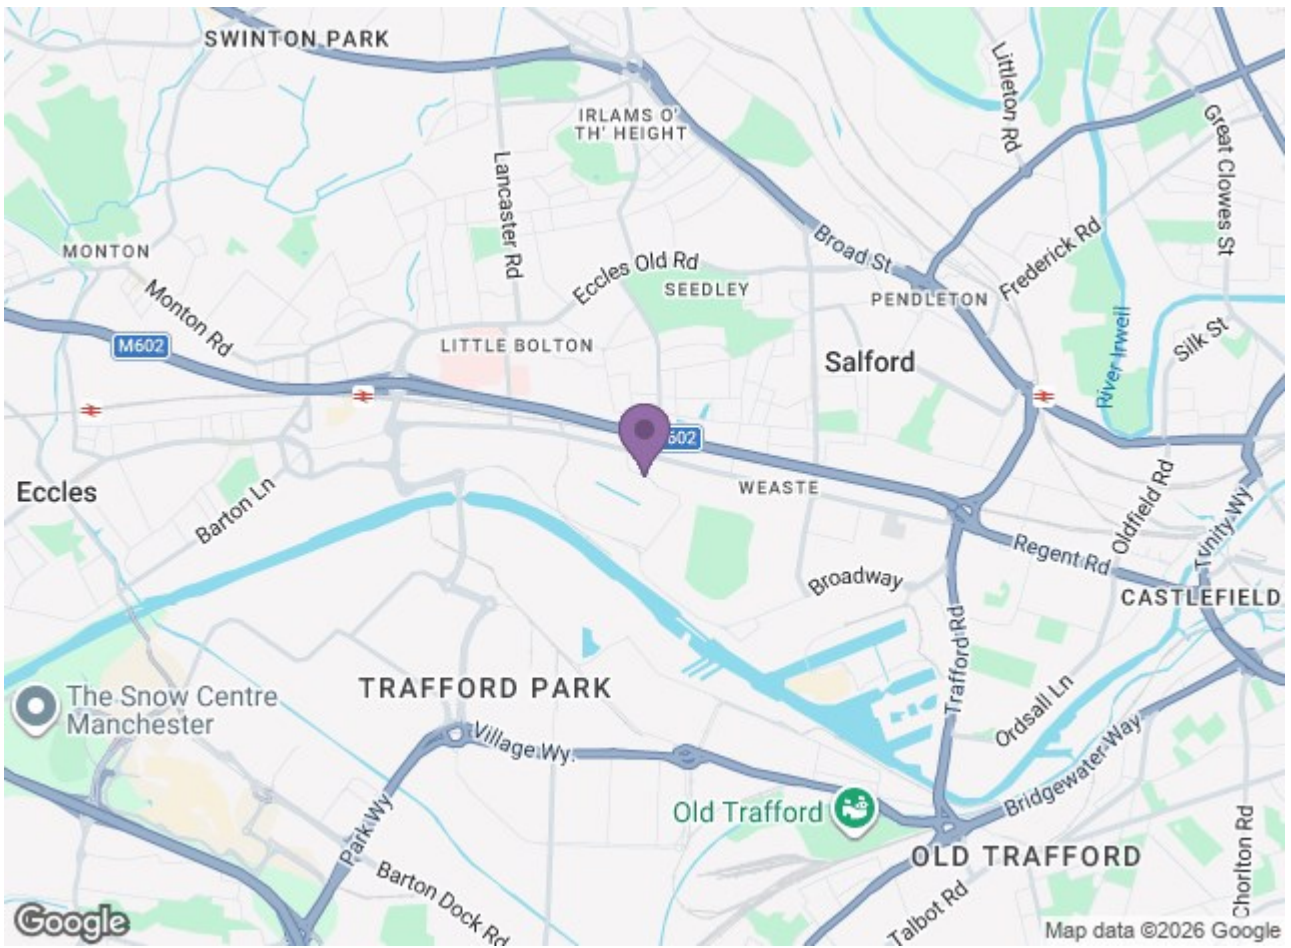 SWINTON PARK
IRLAMS O'
TH' HEIGHT
Littleton Rd
Great Clowes St
Lancaster Rd
MONTON
Monton Rd
Eccles Old Rd
SEEDLEY
Broad St
PENDLETON
Frederick Rd
M602
LITTLE BOLTON
Salford
River Irwell
Silk St
602
Eccles
Barton Ln
WEASTE
Oldfield Rd
Trinity Wy
Regent Rd
Broadway
CASTLEFIELD
Trafford Rd
TRAFFORD PARK
The Snow Centre
Manchester
Ordsall Ln
Village Wy.
Bridgewater Way
Old Trafford
Park Wy
OLD TRAFFORD
Barton Dock Rd
Talbot Rd
Chorlton Rd
Google
Map data ©2026 Google